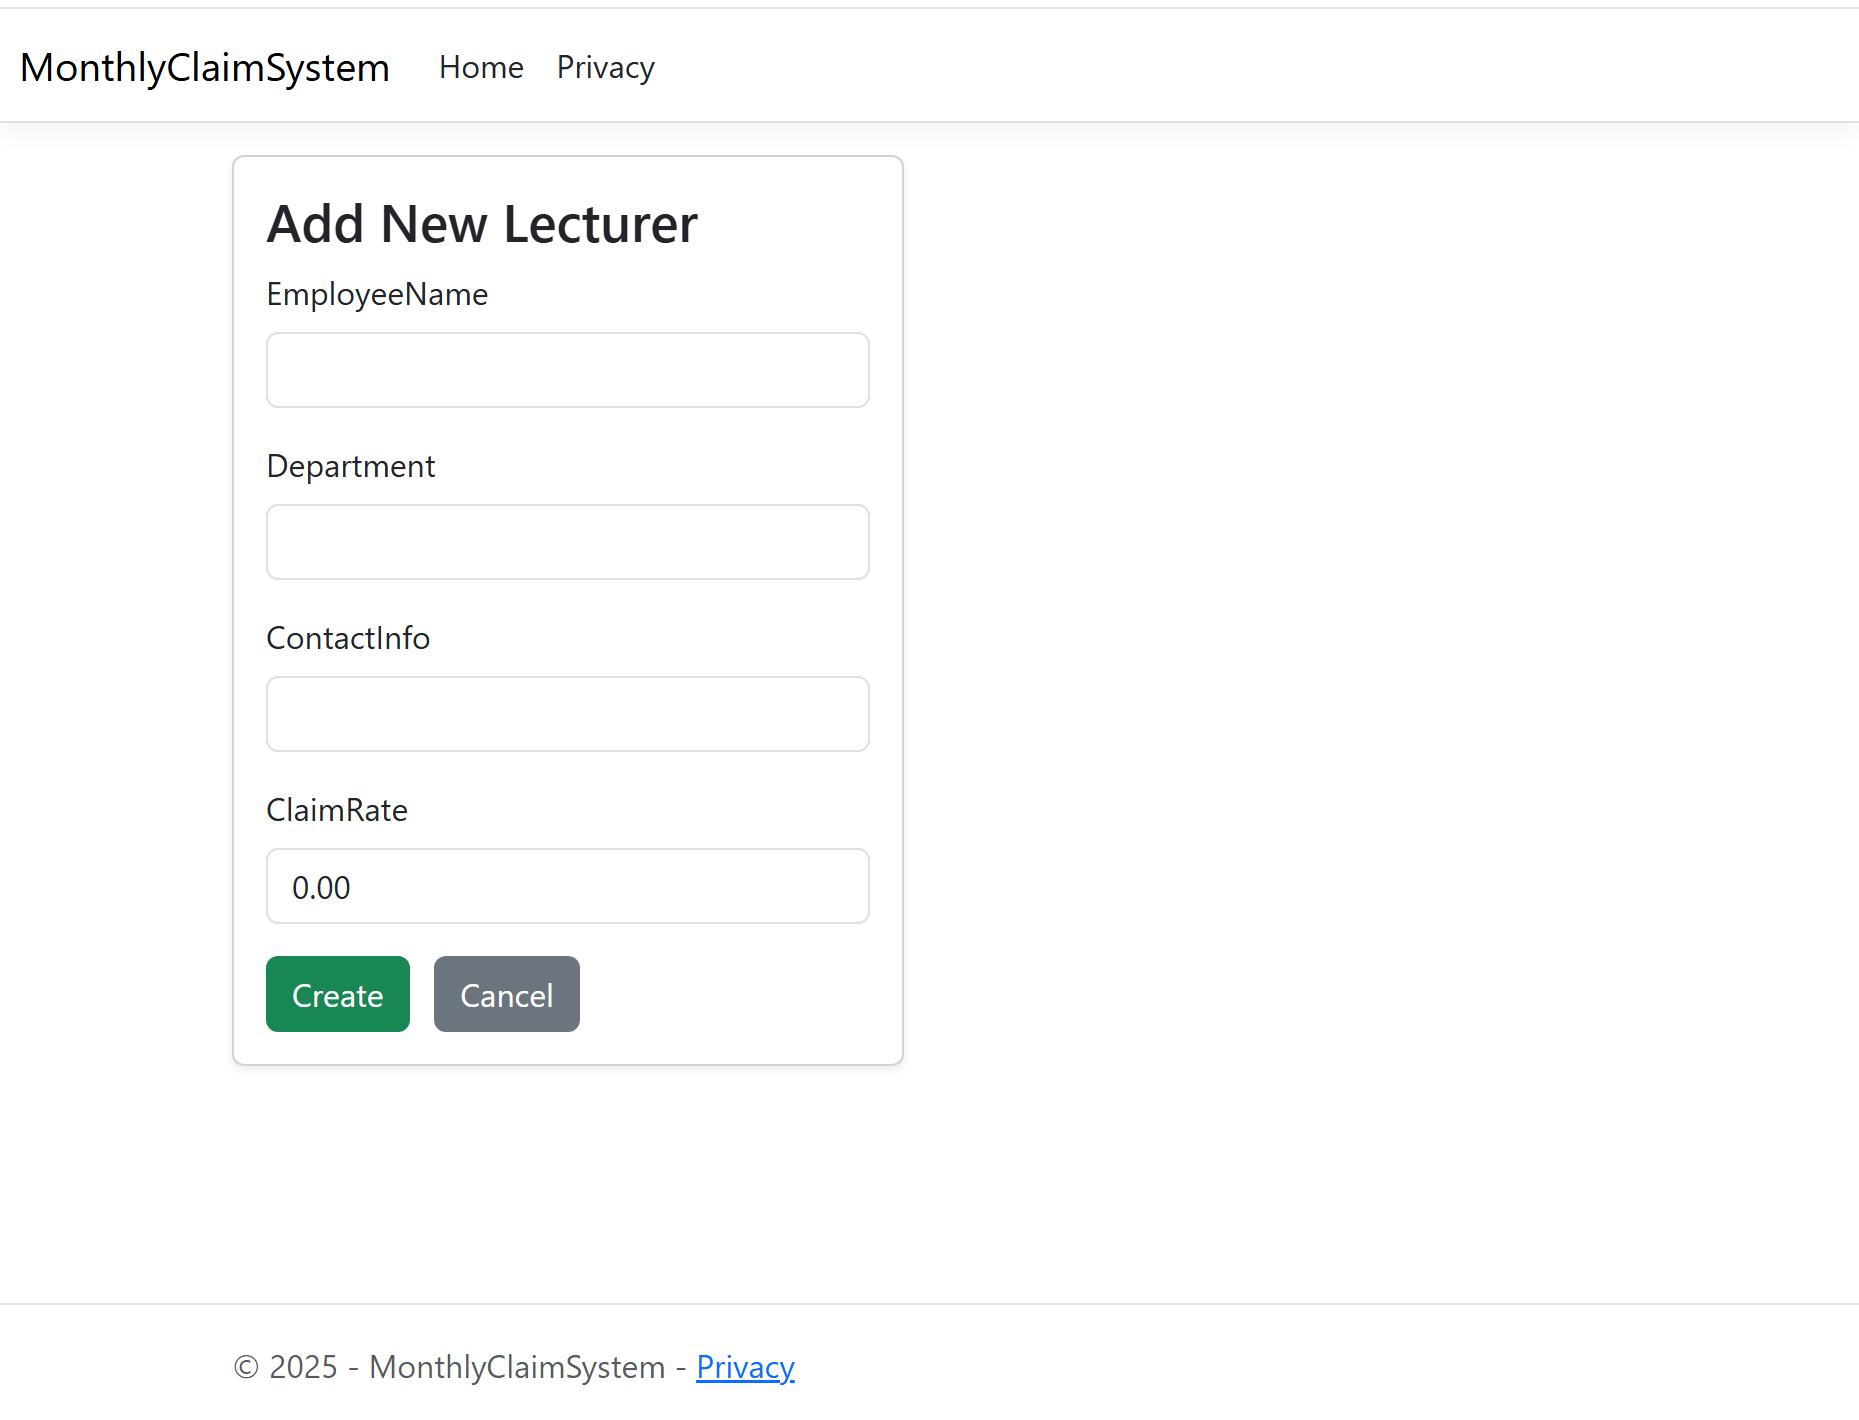 MonthlyClaimSystem Home Privacy
Add New Lecturer
EmployeeName
Department
ContactInfo
ClaimRate
0.00
Create Cancel
© 2025 - MonthlyClaimSystem - Privacy